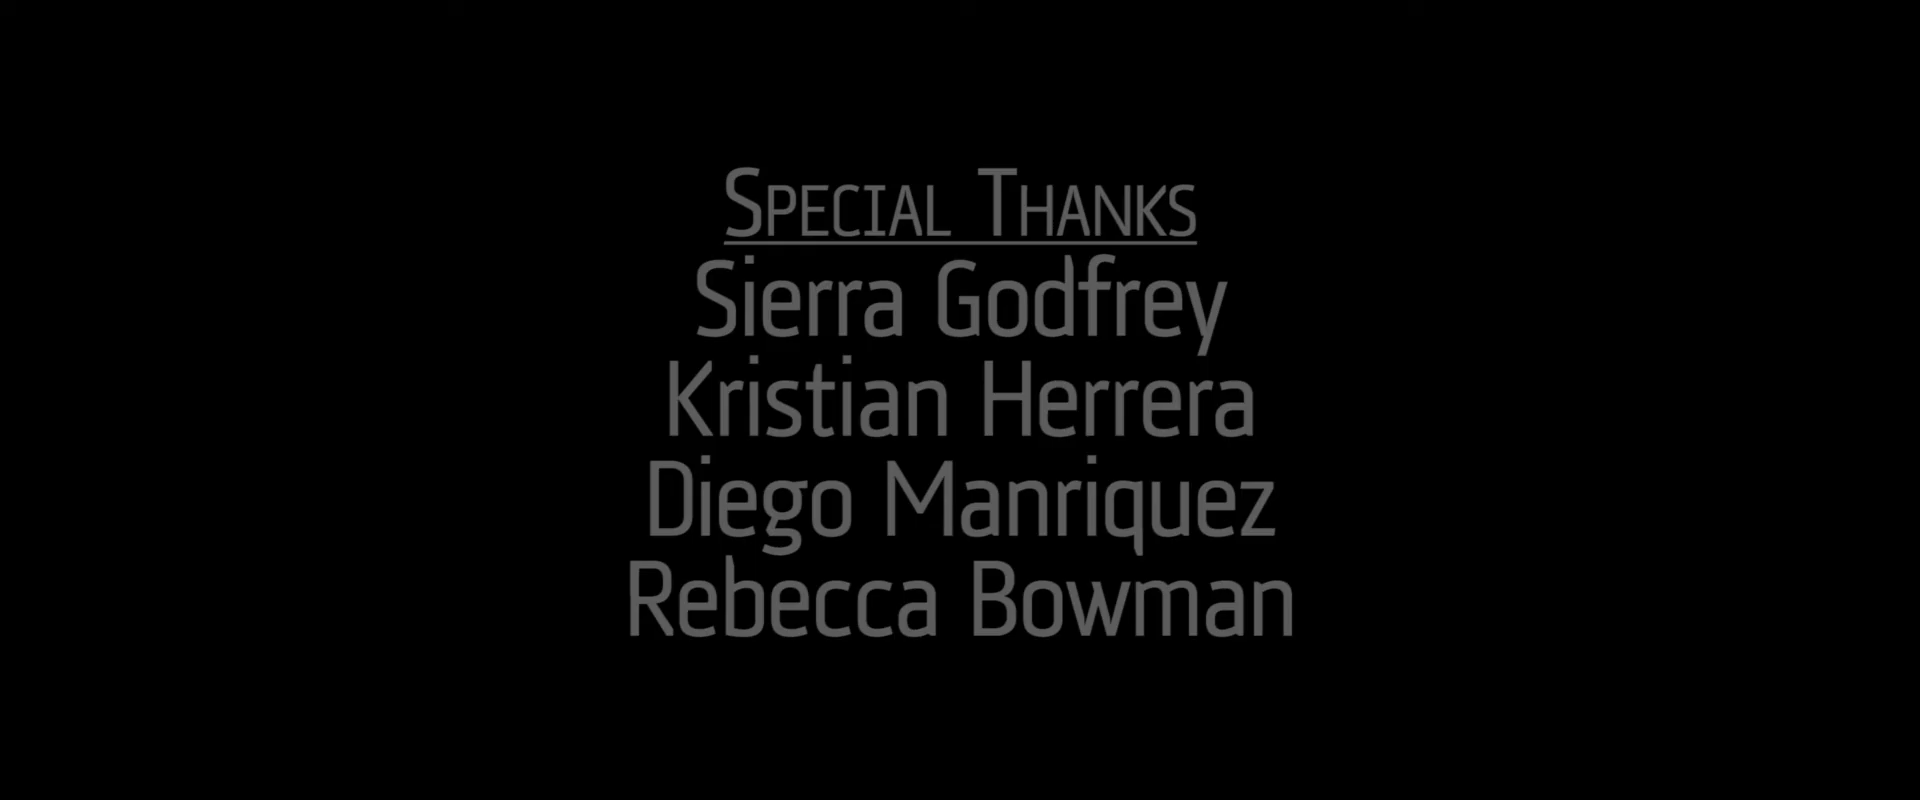 Special Thanks
Sierra Godfrey
Kristian Herrera
Diego Manriquez
Rebecca Bowman